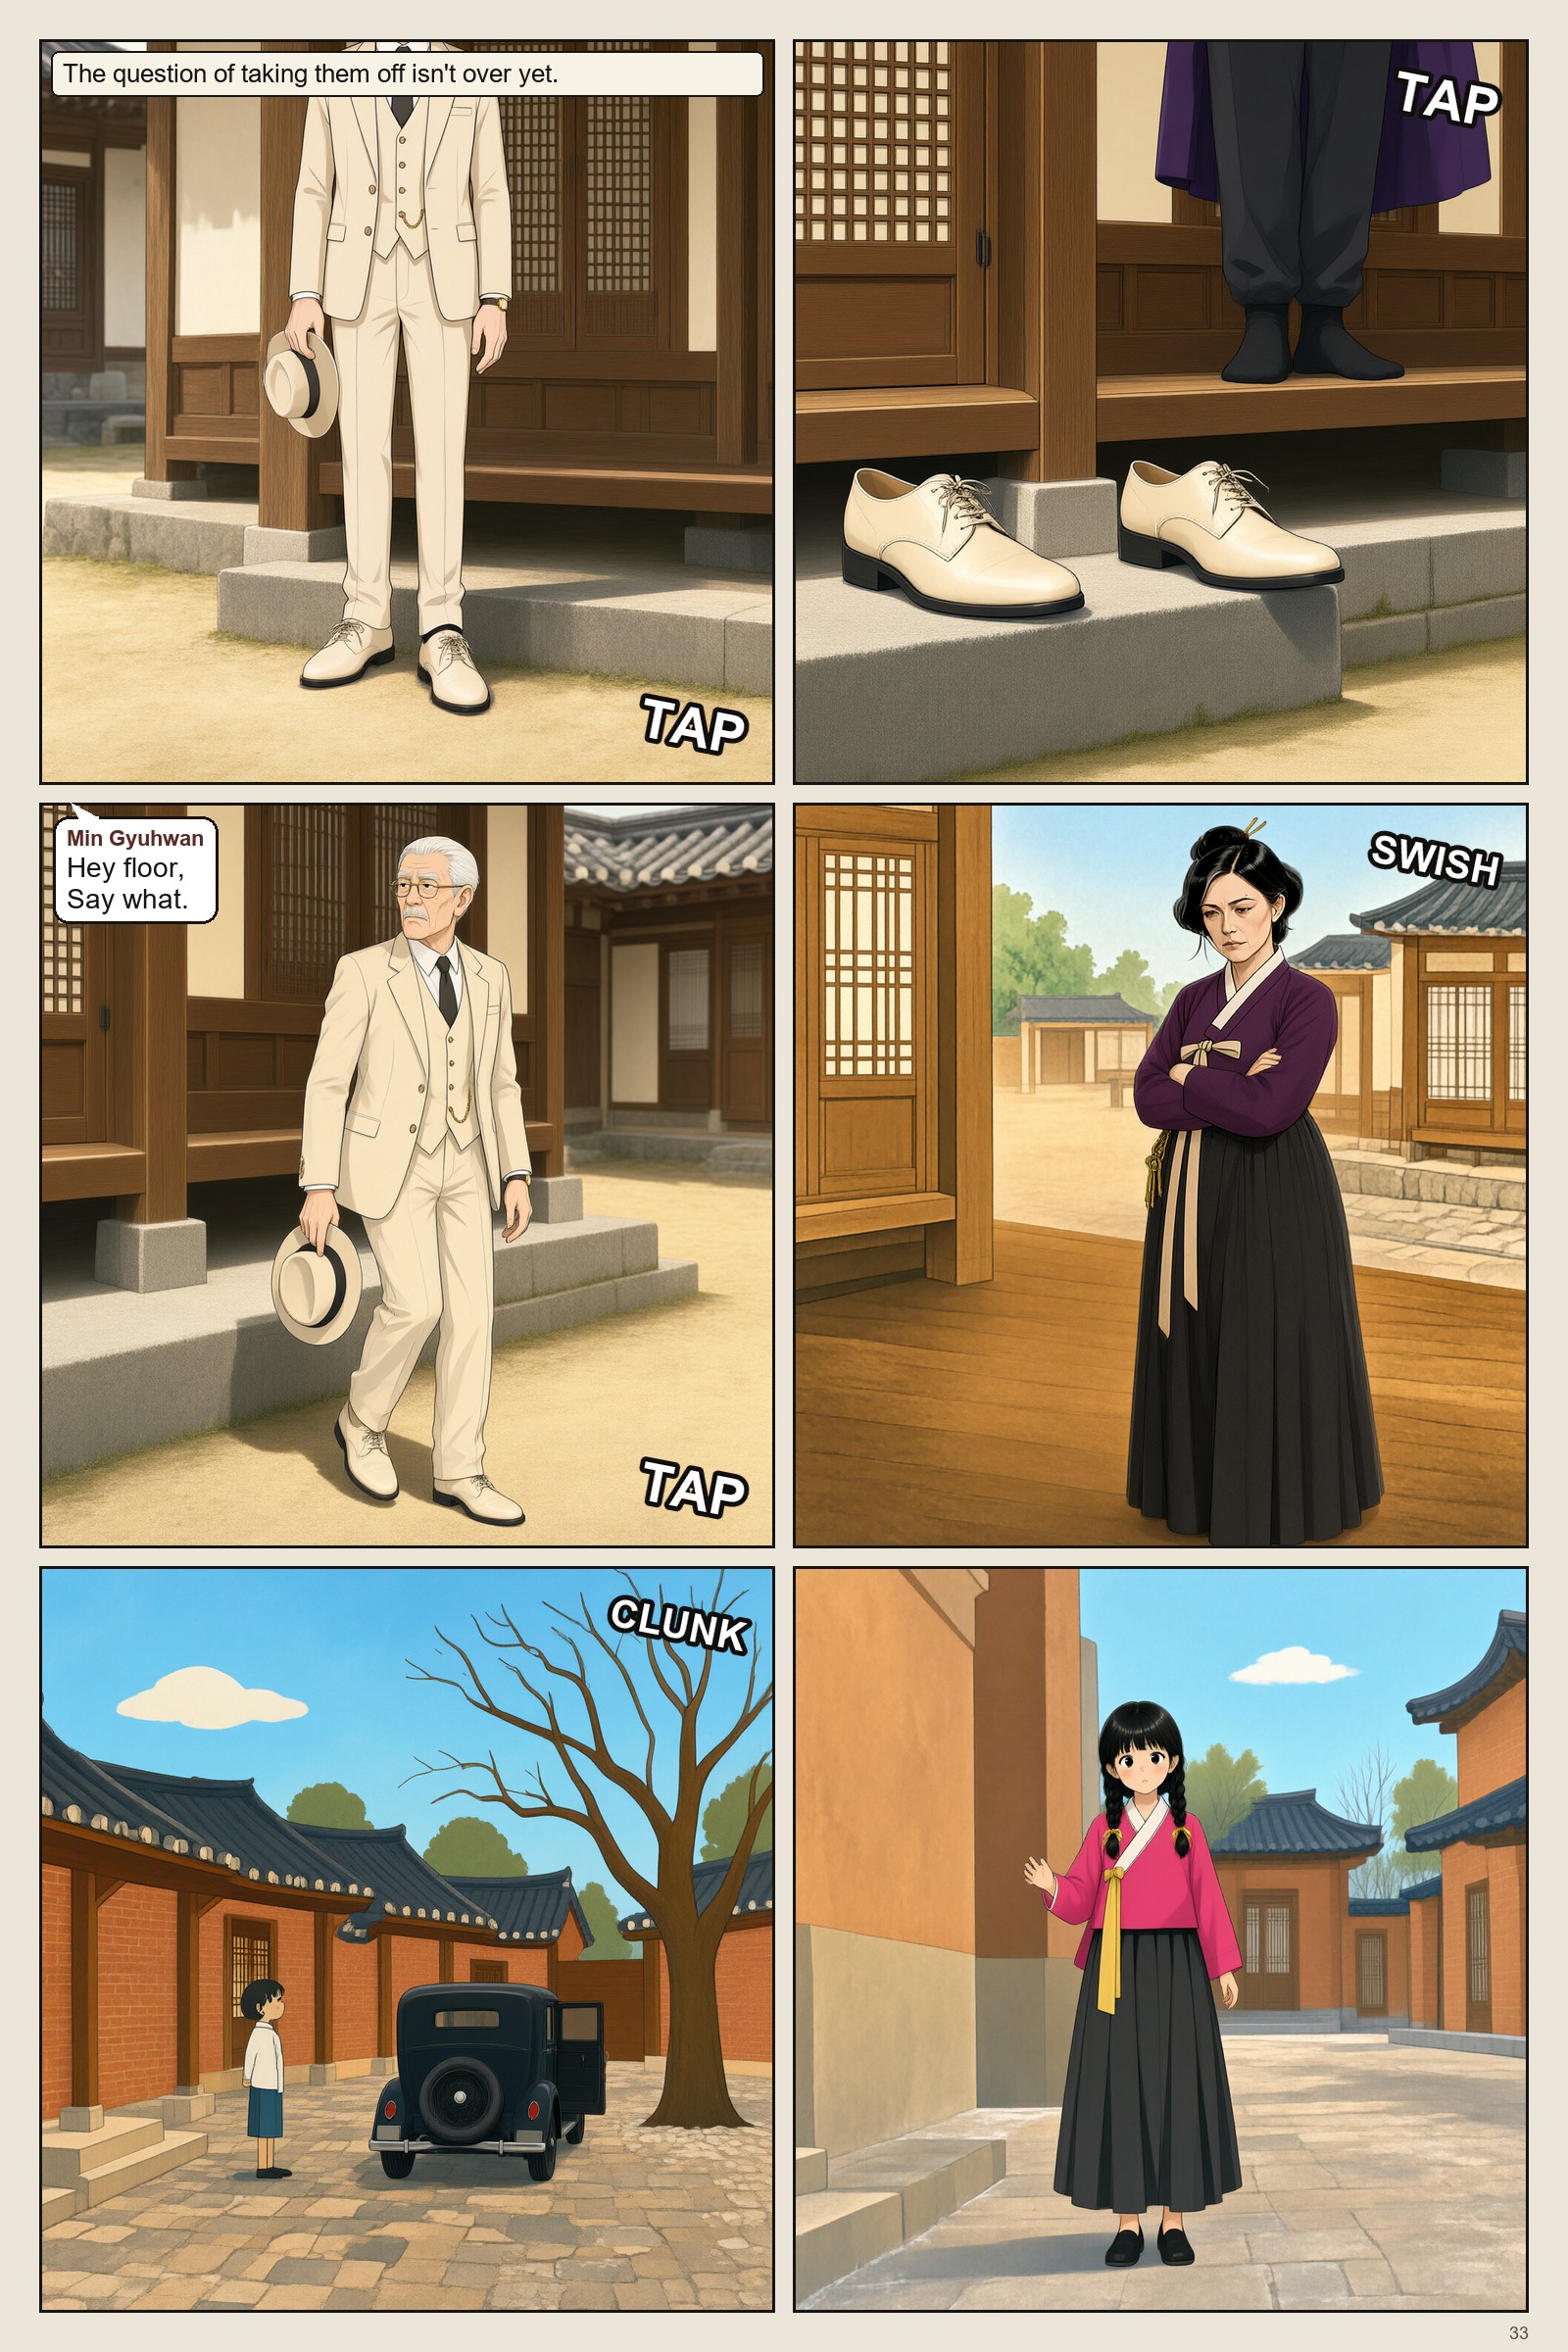 The question of taking them off isn't over yet.
TAP
TAP
Min Gyuhwan
Hey floor,
Say what.
TAP
SWISH
CLUNK
33